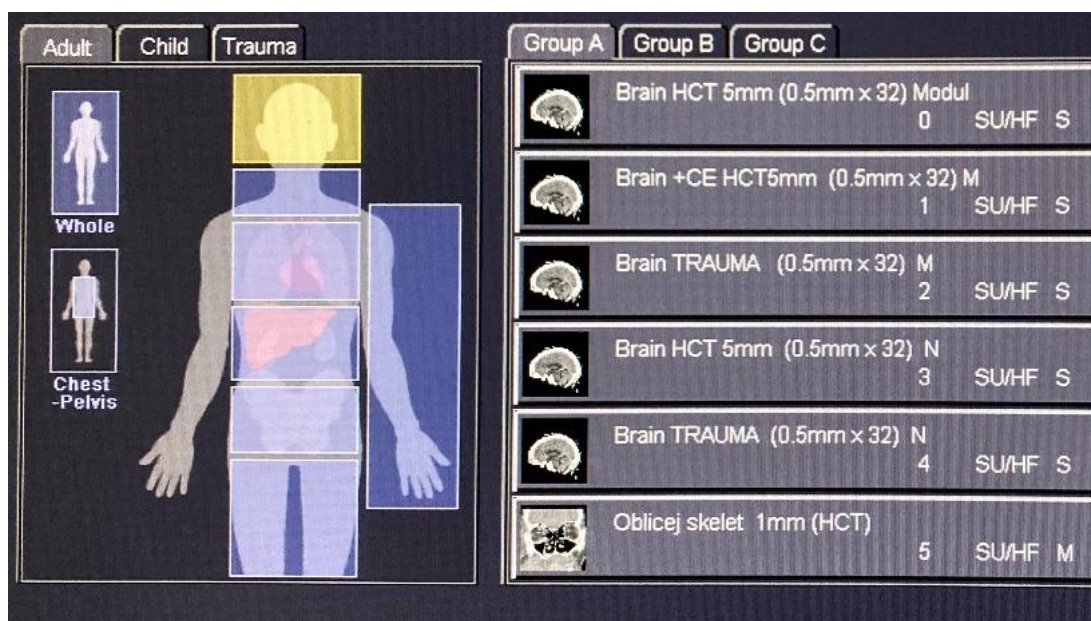 Adult Child Trauma
Whole
Chest
-Pelvis
Group A Group B Group C
Brain HCT 5mm (0.5mm x 32) Modul
0 SU/HF S
Brain +CE HCT5mm (0.5mm x 32) M
1 SU/HF S
Brain TRAUMA (0.5mm x 32) M
2 SU/HF S
Brain HCT 5mm (0.5mm x 32) N
3 SU/HF S
Brain TRAUMA (0.5mm x 32) N
4 SU/HF S
Oblicej skelet 1mm (HCT)
5 SU/HF M